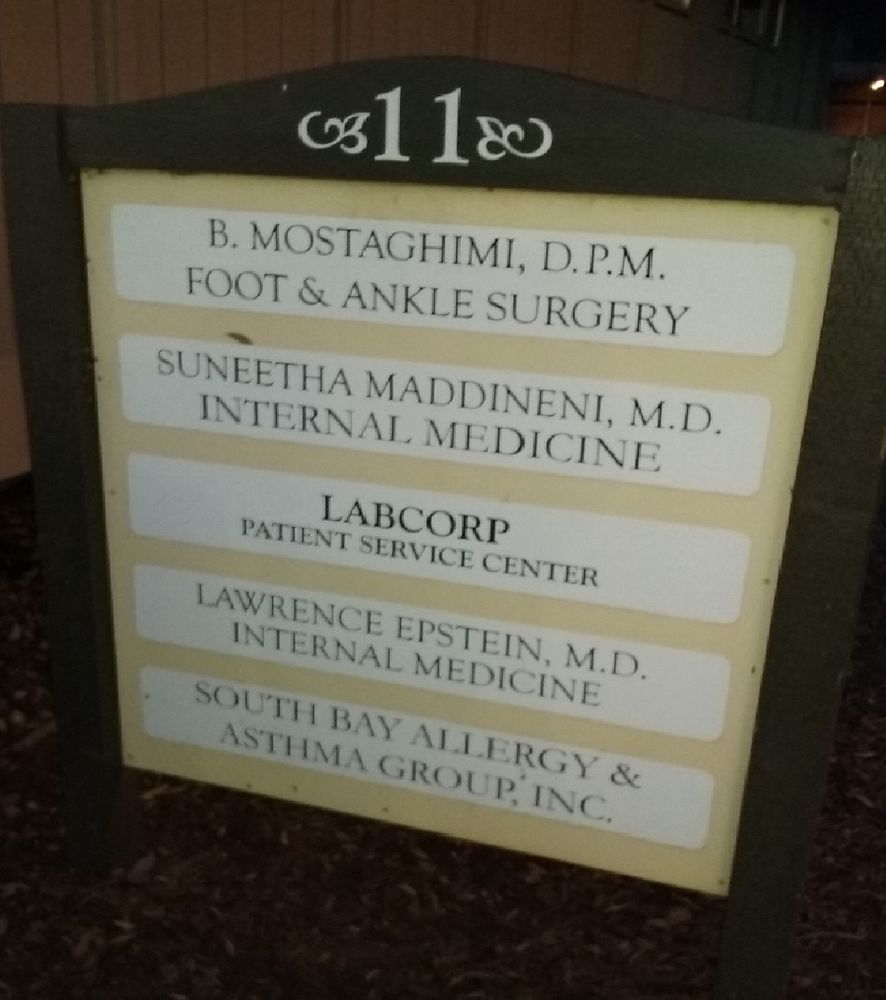 11
B. MOSTAGHIMI, D.P.M.
FOOT & ANKLE SURGERY
SUNEETHA MADDINENI, M.D.
INTERNAL MEDICINE
LABCORP
PATIENT SERVICE CENTER
LAWRENCE EPSTEIN, M.D.
INTERNAL MEDICINE
SOUTH BAY ALLERGY &
ASTHMA GROUP, INC.